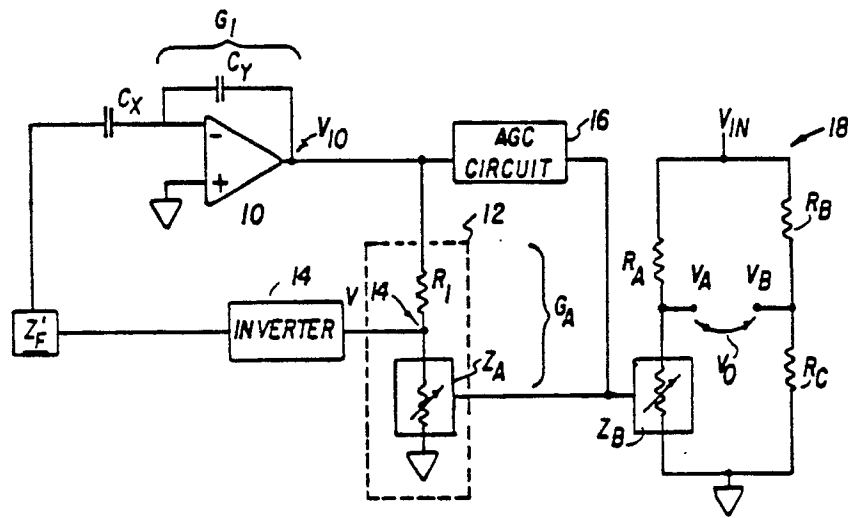 G1
CY
CX
V10
-
+
10
AGC
CIRCUIT
16
VIN
18
RB
12
R1
GA
RA
VA
VB
14
INVERTER
V14
Z'F
ZA
VO
RC
ZB